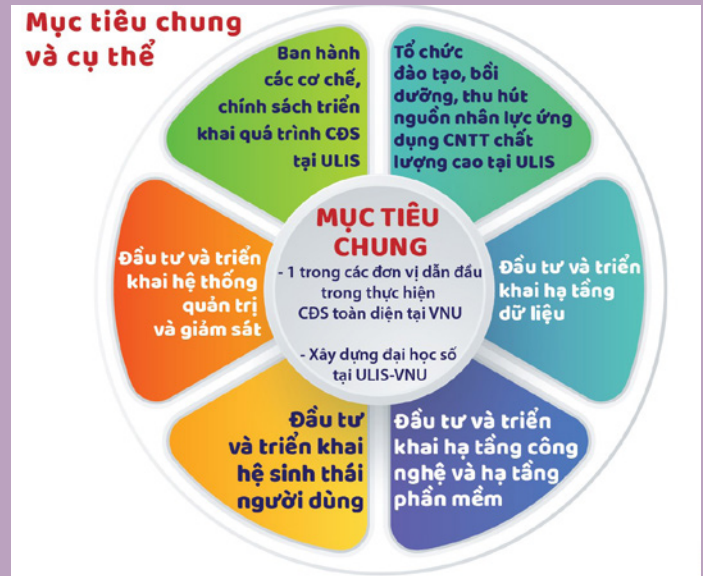 Mục tiêu chung
và cụ thể
Ban hành
các cơ chế,
chính sách triển
khai quá trình CĐS
tại ULIS
Tổ chức
đào tạo, bồi
dưỡng, thu hút
nguồn nhân lực ứng
dụng CNTT chất
lượng cao tại ULIS
Đầu tư và triển
khai hạ tầng
dữ liệu
Đầu tư và triển
khai hạ tầng công
nghệ và hạ tầng
phần mềm
Đầu tư
và triển khai
hệ sinh thái
người dùng
Đầu tư và triển
khai hệ thống
quản trị
và giảm sát
MỤC TIÊU
CHUNG
- 1 trong các đơn vị dẫn đầu
trong thực hiện
CĐS toàn diện tại VNU
- Xây dựng đại học số
tại ULIS-VNU